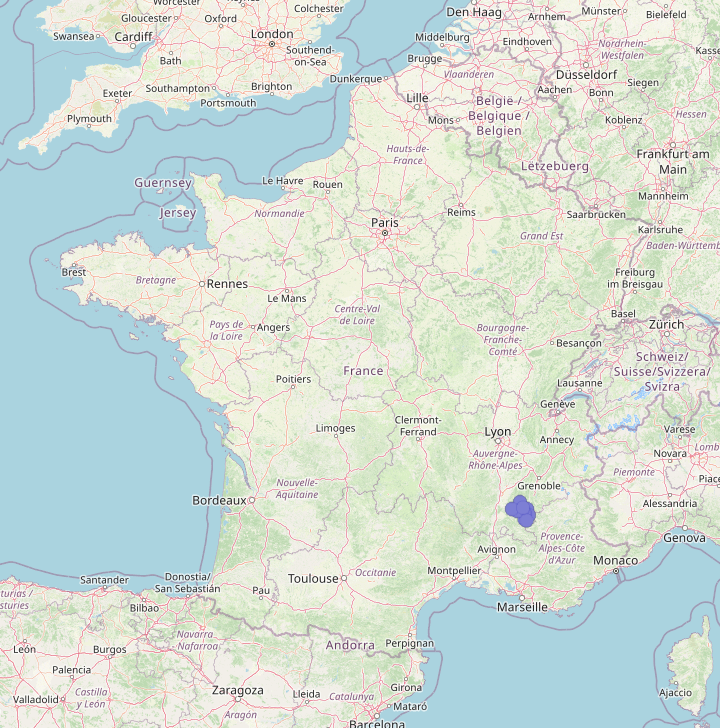 Worcester
Colchester
Gloucester
Oxford
Den Haag
Arnhem
Münster
Bielefeld
Swansea
Cardiff
London
Middelburg
Eindhoven
Bath
Southend-
on-Sea
Brugge
Nordrhein-
Westfalen
Kasse
Exeter
Southampton
Brighton
Dunkerque
Vlaanderen
Düsseldorf
Siegen
Plymouth
Portsmouth
Lille
België /
Belgique /
Belgien
Aachen
Bonn
Mons
Koblenz
Hessen
Hauts-de-
France
Lëtzebuerg
Frankfurt am
Main
Guernsey
Le Havre
Rouen
Mannheim
Jersey
Normandie
Paris
Reims
Saarbrücken
Karlsruhe
Grand Est
Baden-Württemb
Brest
Bretagne
Rennes
Le Mans
Freiburg
im Breisgau
Centre-Val
de Loire
Basel
Zürich
Pays de
la Loire
Angers
Bourgogne-
Franche-
Comté
Besançon
Schweiz/
Suisse/Svizzera/
Svizra
France
Poitiers
Lausanne
Genève
Limoges
Clermont-
Ferrand
Lyon
Annecy
Varese
Novara
Lomb
Auvergne-
Rhône-Alpes
Piemonte
Piace
Nouvelle-
Aquitaine
Grenoble
Bordeaux
Alessandria
Provence-
Alpes-Côte
d'Azur
Genova
Avignon
Monaco
Donostia/
San Sebastián
Toulouse
Occitanie
Montpellier
Santander
Pau
Marseille
Bilbao
turias /
sturies
Navarra
Nafarroa
León
Burgos
Andorra
Perpignan
Palencia
Girona
Castilla
y León
Zaragoza
Lleida
Catalunya
Mataró
Valladolid
Aragón
Barcelona
Ajaccio